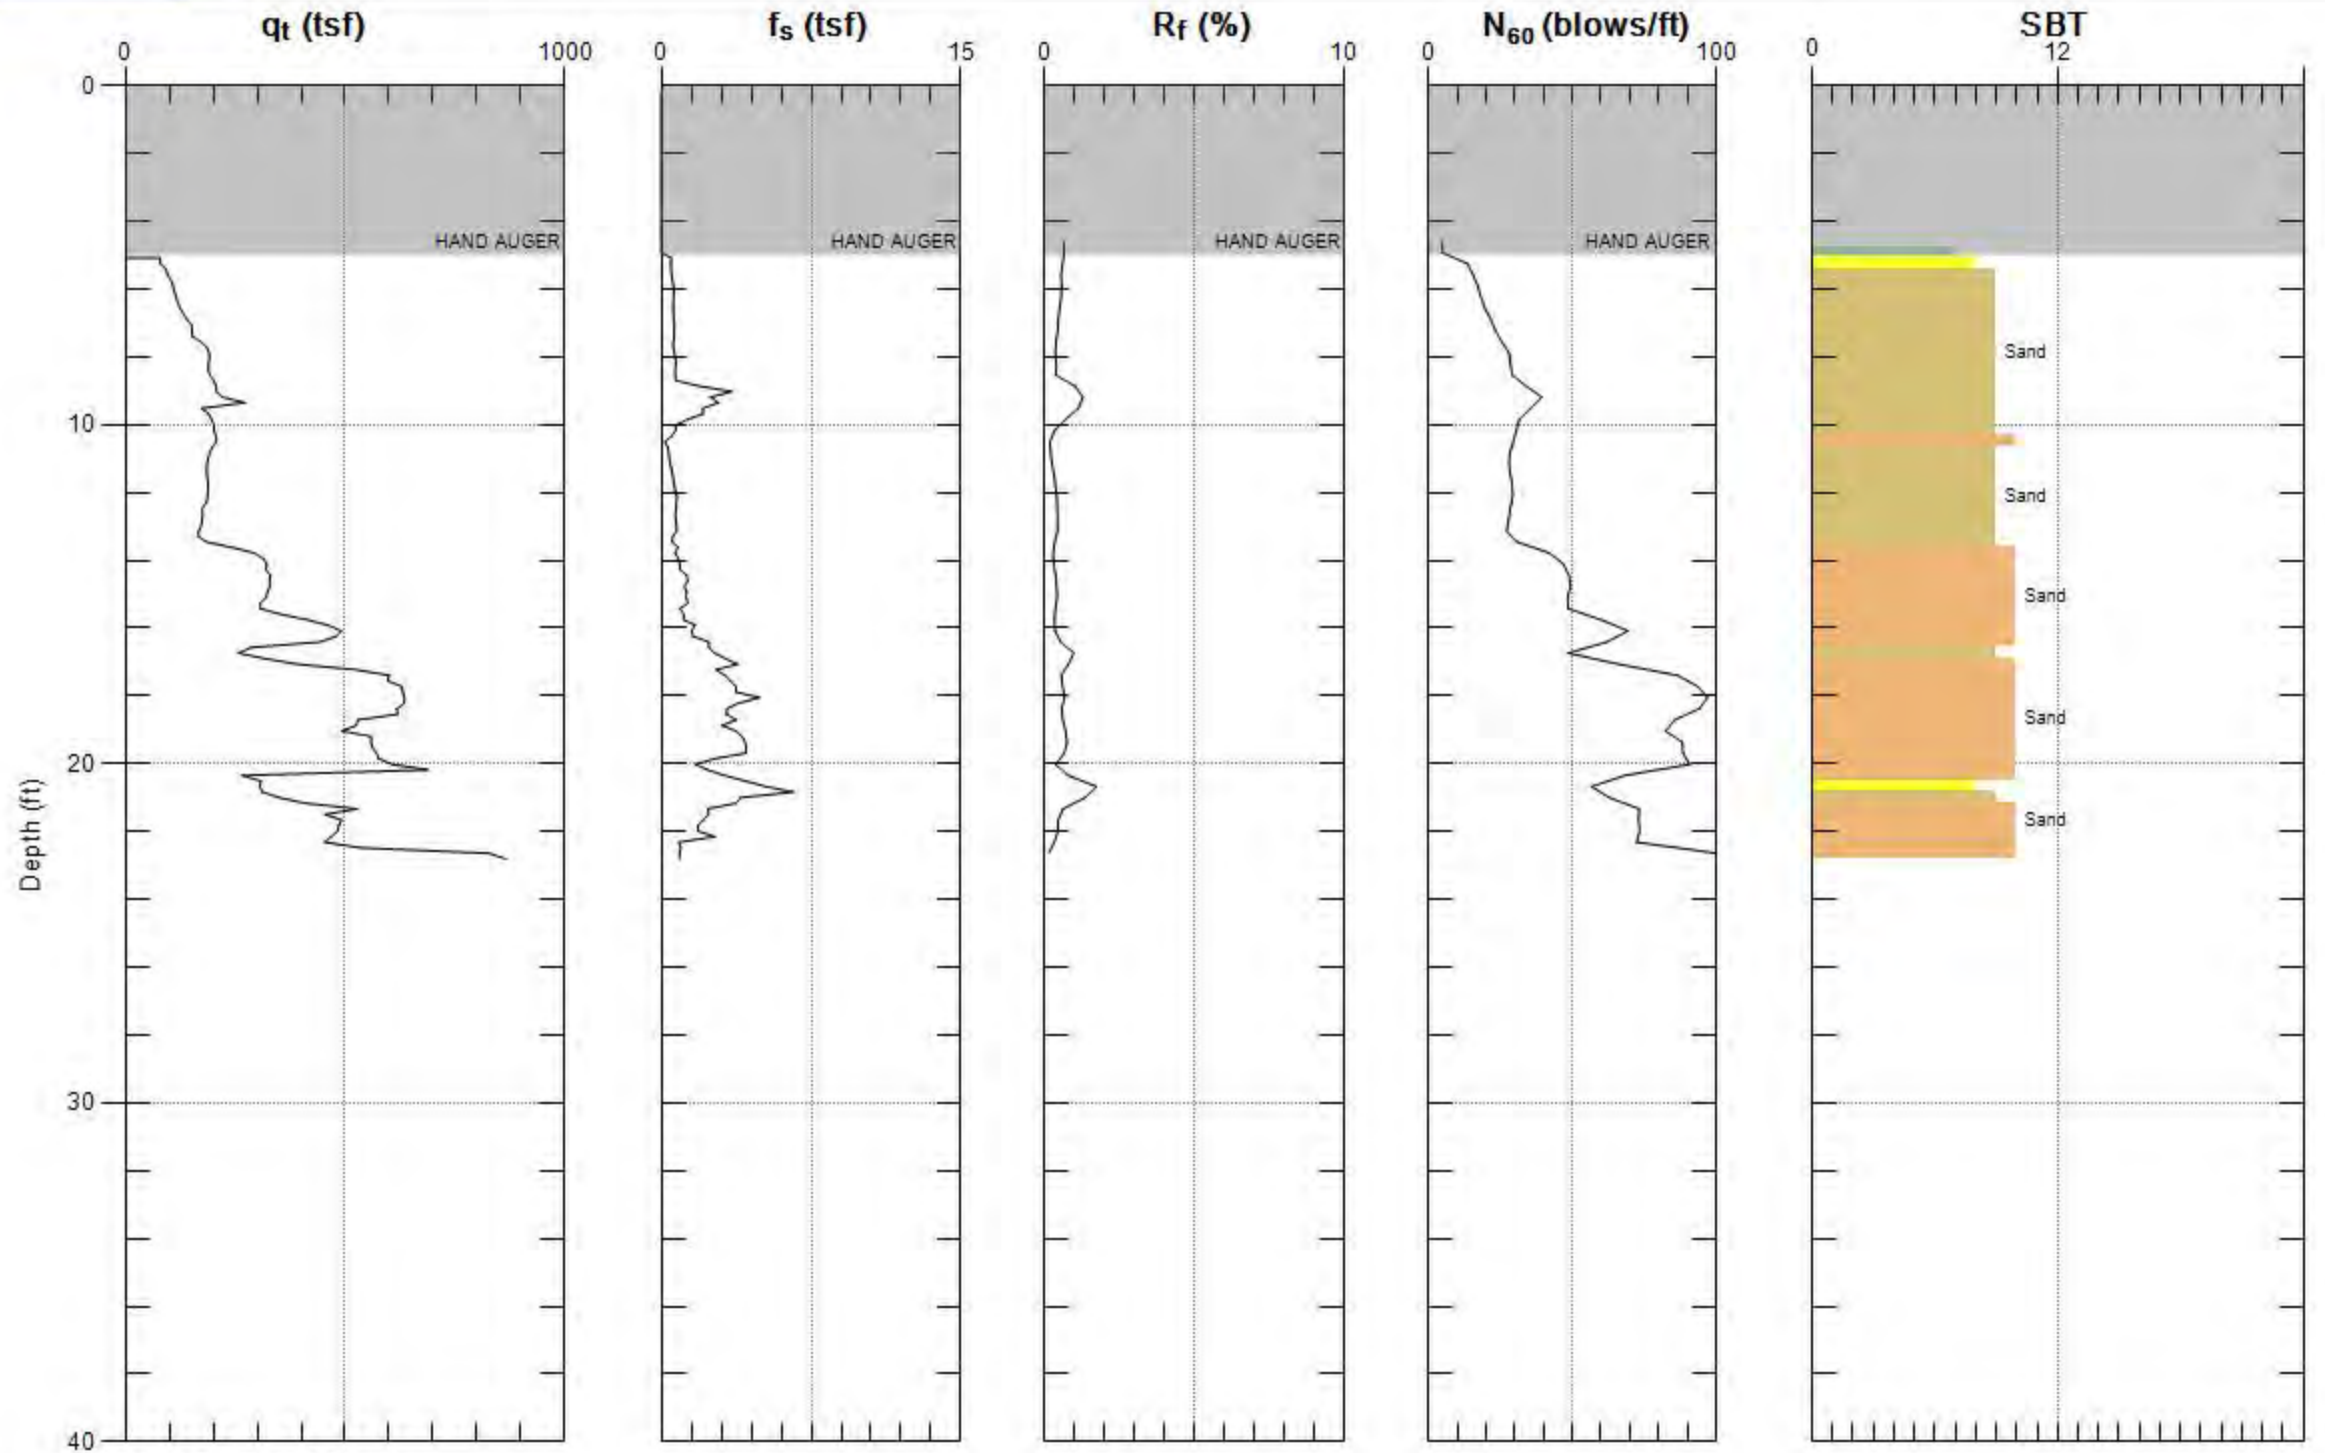 qt (tsf) fs (tsf) Rf (%) N60 (blows/ft) SBT
0 1000 0 15 0 10 0 100 0 12
0
HAND AUGER HAND AUGER HAND AUGER HAND AUGER
Sand
10
Sand
Sand
Sand
20
Sand
Depth (ft)
30
40